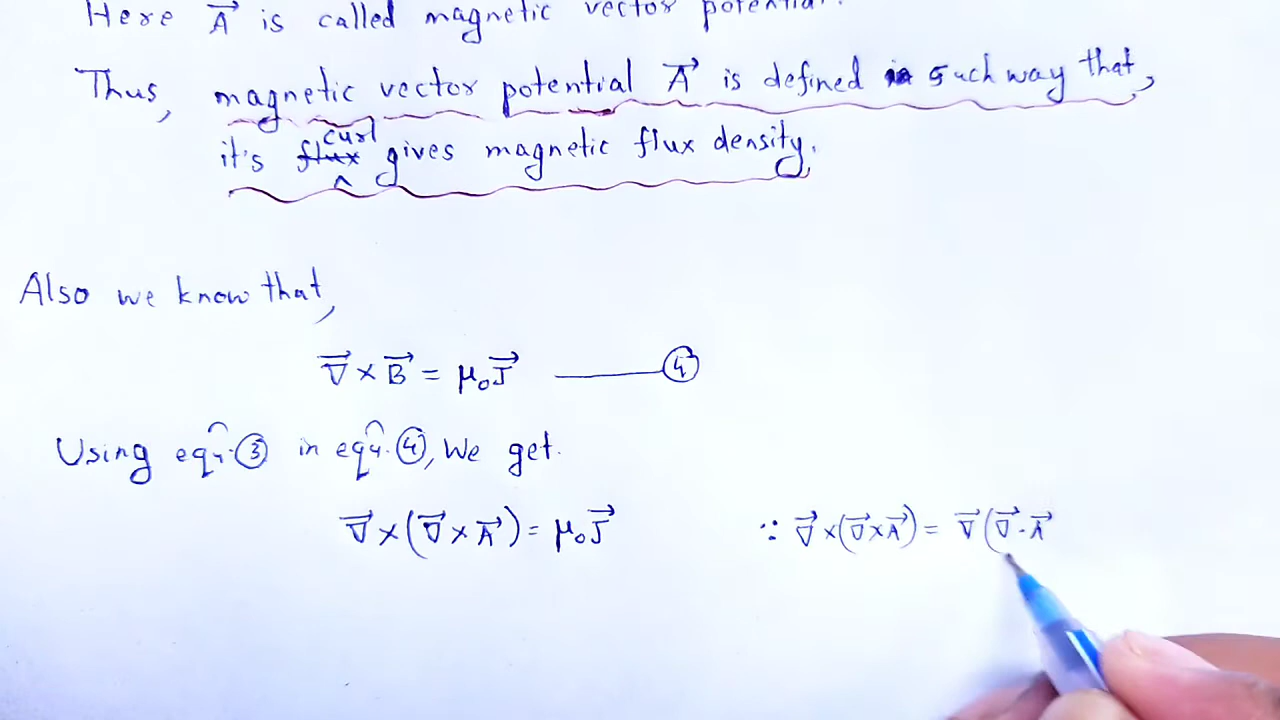 Here A⃗ is called magnetic vector potential.
Thus, magnetic vector potential A⃗ is defined such way that,
it's curl gives magnetic flux density.
Also we know that,
∇⃗ × B⃗ = μ₀J⃗ ——— ④
Using eqn. ③ in eqn. ④, We get.
∇⃗ × (∇⃗ × A⃗) = μ₀J⃗ ∵ ∇⃗ × (∇⃗ × A⃗) = ∇⃗ (∇⃗ · A⃗